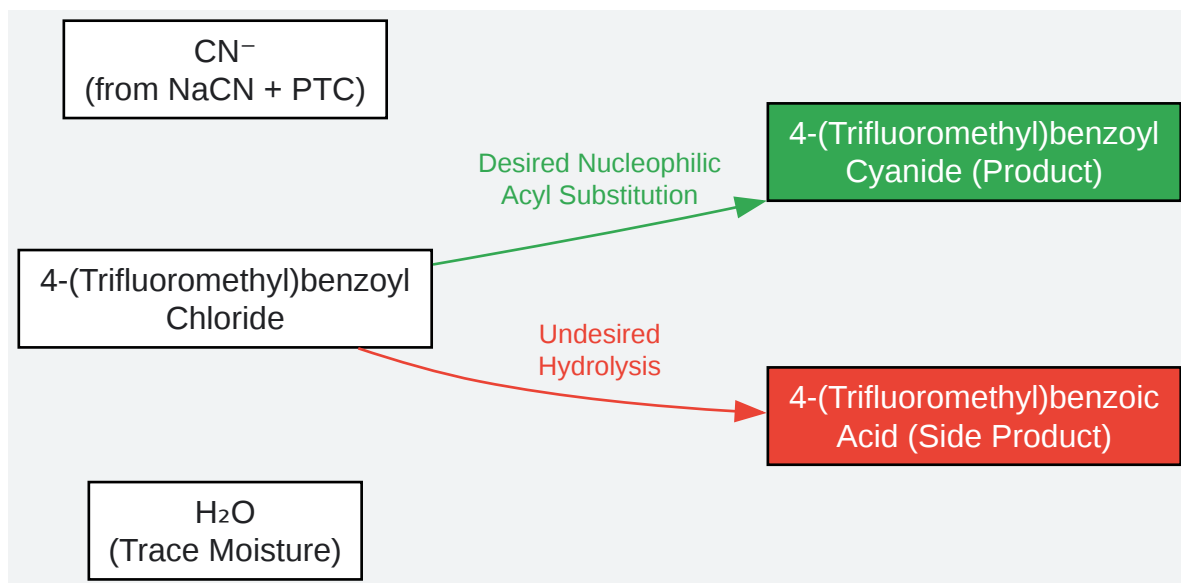 CN⁻
(from NaCN + PTC)
4-(Trifluoromethyl)benzoyl
Cyanide (Product)
Desired Nucleophilic
Acyl Substitution
4-(Trifluoromethyl)benzoyl
Chloride
Undesired
Hydrolysis
4-(Trifluoromethyl)benzoic
Acid (Side Product)
H₂O
(Trace Moisture)